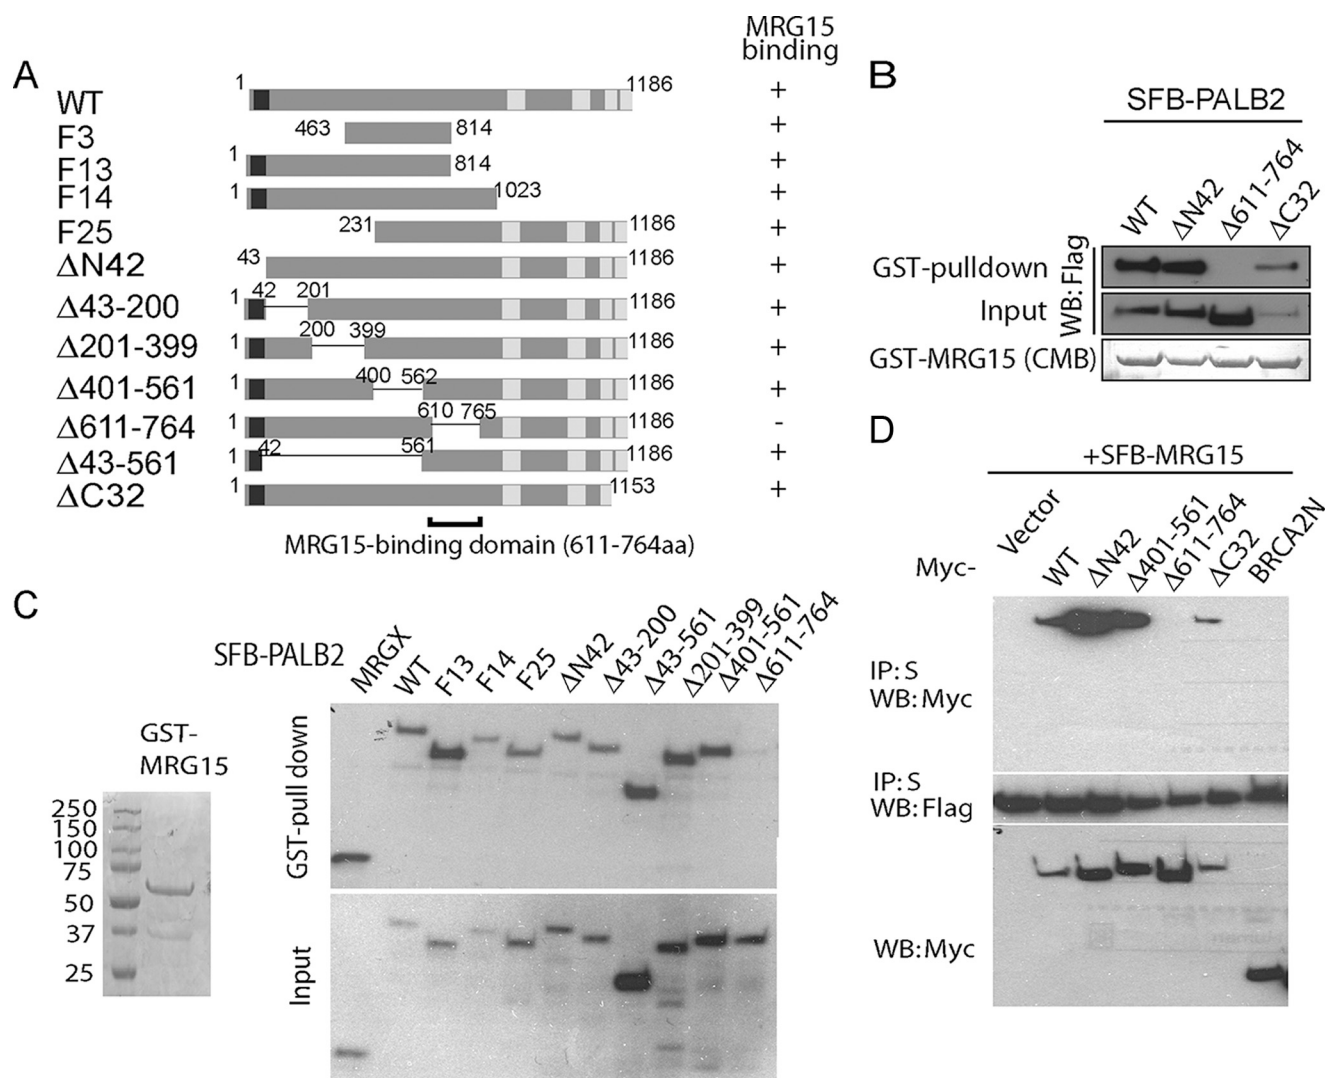 A
MRG15
binding
WT
1
1186
+
F3
463
814
+
F13
1
814
+
F14
1
1023
+
F25
231
1186
+
ΔN42
43
1186
+
Δ43-200
1
42
201
1186
+
Δ201-399
1
200
399
1186
+
Δ401-561
1
400
562
1186
+
Δ611-764
1
610
765
1186
-
Δ43-561
1
42
561
1186
+
ΔC32
1
1153
+
MRG15-binding domain (611-764aa)
B
SFB-PALB2
WT
ΔN42
Δ611-764
ΔC32
GST-pulldown
Input
WB: Flag
GST-MRG15 (CMB)
C
GST-
MRG15
250
150
100
75
50
37
25
SFB-PALB2
MRGX
WT
F13
F14
F25
ΔN42
Δ43-200
Δ43-561
Δ201-399
Δ401-561
Δ611-764
GST-pull down
Input
D
+SFB-MRG15
Myc-
Vector
WT
ΔN42
Δ401-561
Δ611-764
ΔC32
BRCA2N
IP: S
WB: Myc
IP: S
WB: Flag
WB: Myc